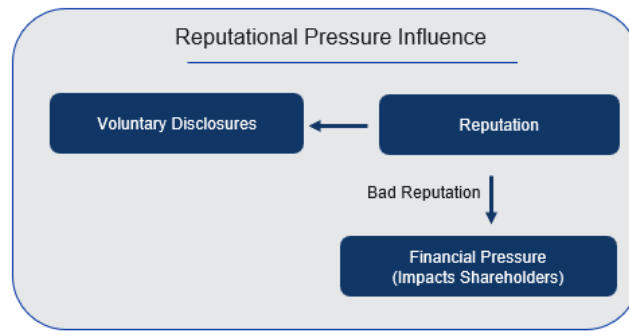 Reputational Pressure Influence
Voluntary Disclosures
Reputation
Bad Reputation
Financial Pressure
(Impacts Shareholders)